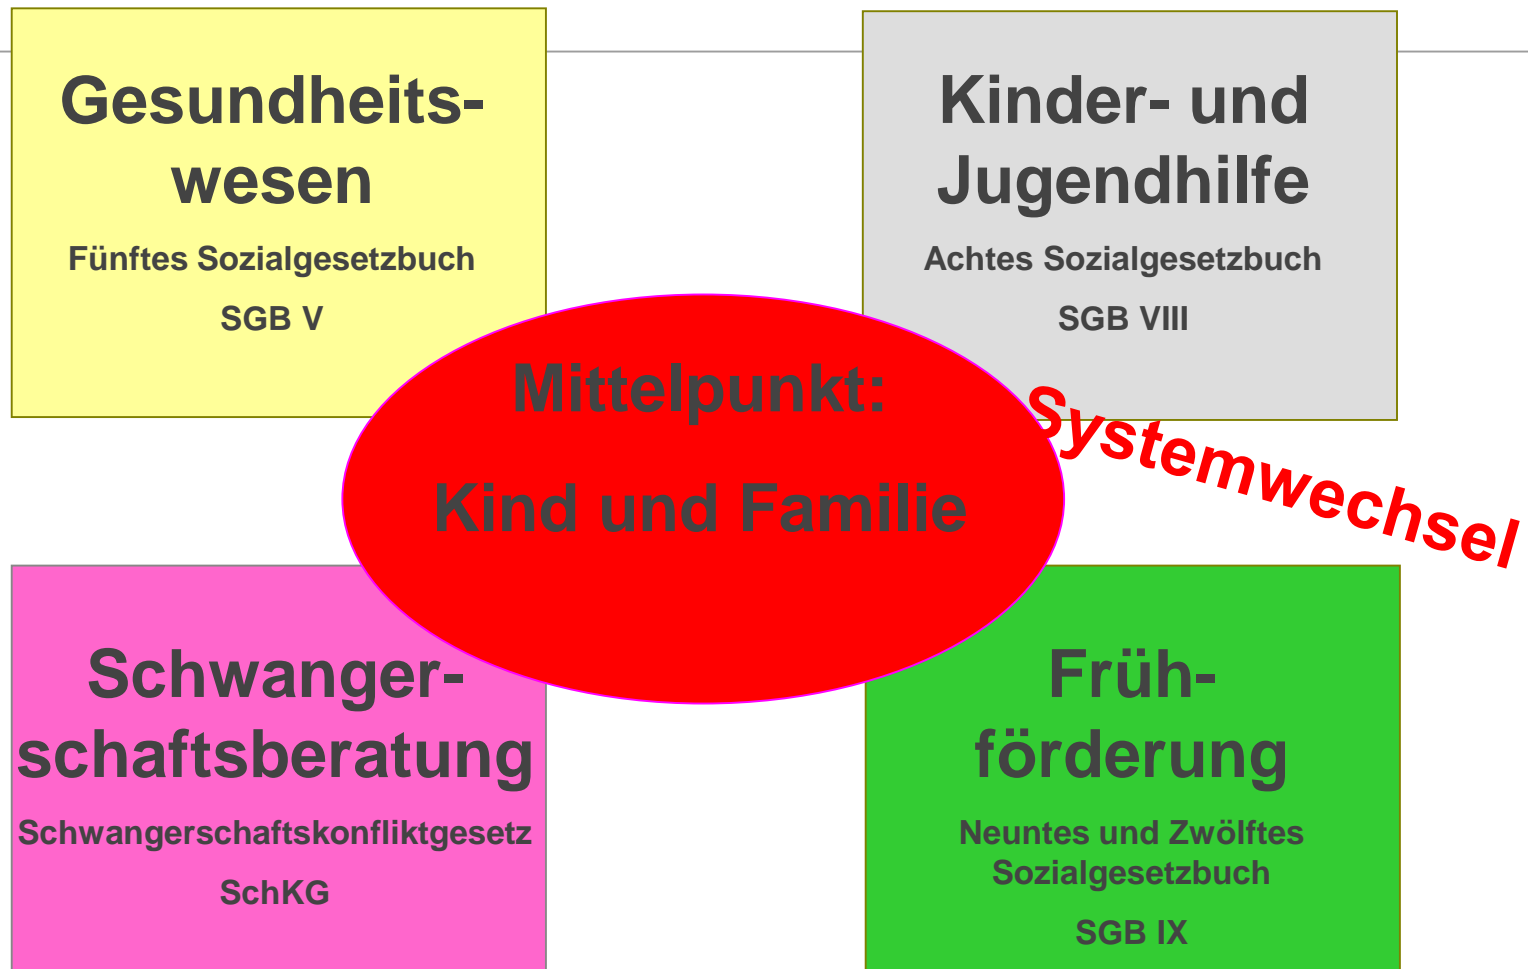 Gesundheits-
wesen
Fünftes Sozialgesetzbuch
SGB V
Kinder- und
Jugendhilfe
Achtes Sozialgesetzbuch
SGB VIII
Mittelpunkt:
Kind und Familie
Systemwechsel
Schwanger-
schaftsberatung
Schwangerschaftskonfliktgesetz
SchKG
Früh-
förderung
Neuntes und Zwölftes
Sozialgesetzbuch
SGB IX